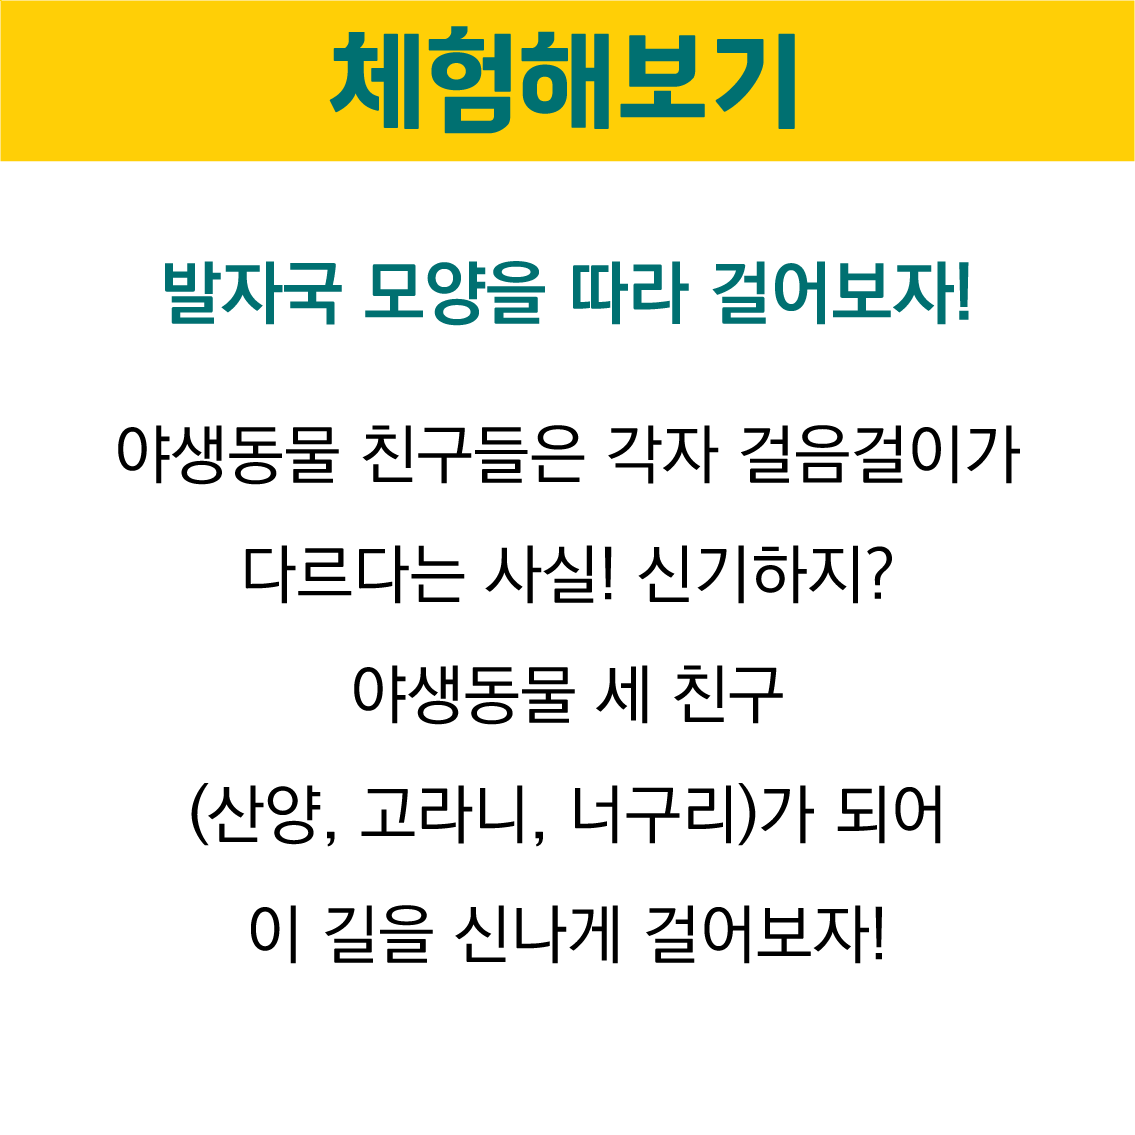 체험해보기
발자국 모양을 따라 걸어보자!
야생동물 친구들은 각자 걸음걸이가
다르다는 사실! 신기하지?
야생동물 세 친구
(산양, 고라니, 너구리)가 되어
이 길을 신나게 걸어보자!